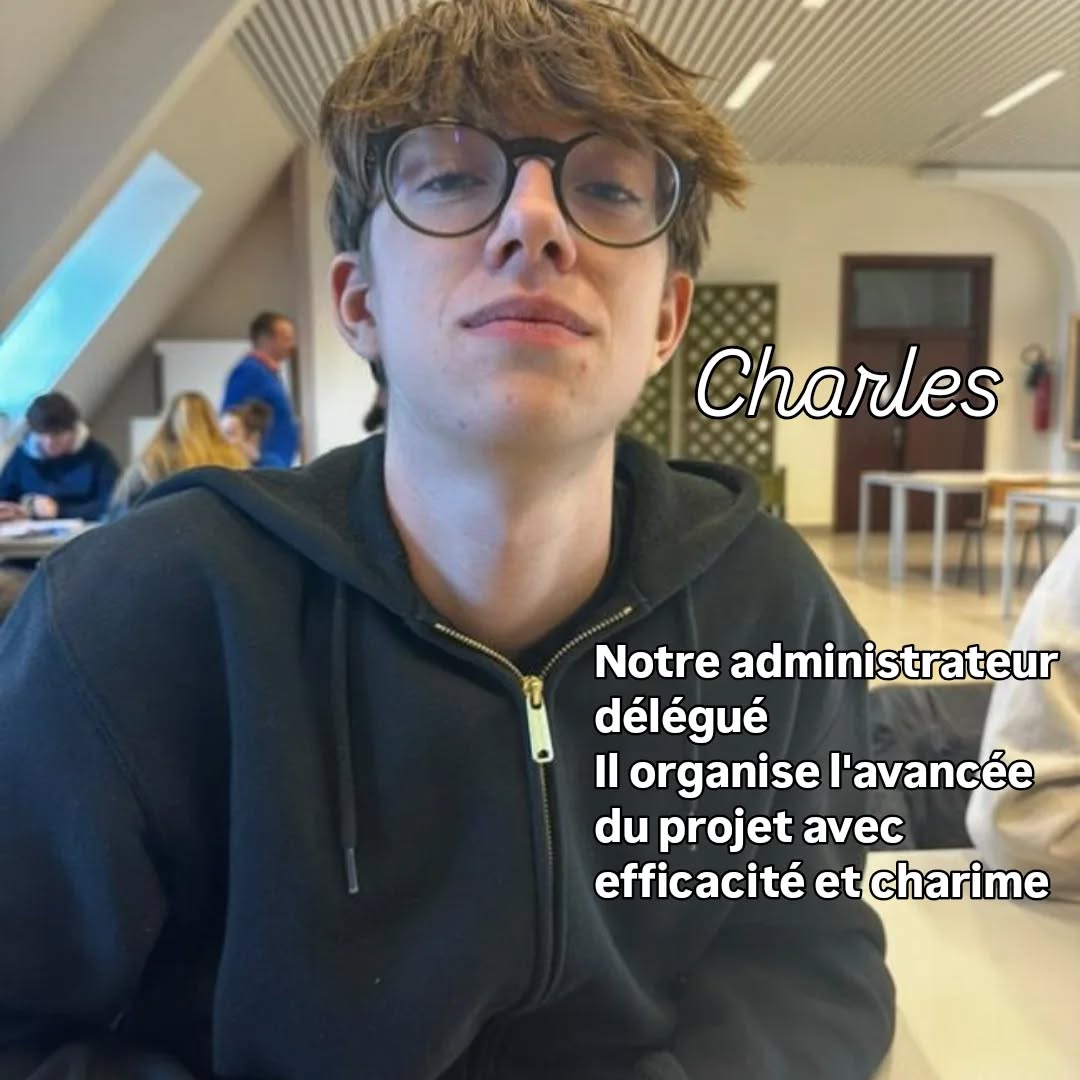 Charles
Notre administrateur
délégué
Il organise l'avancée
du projet avec
efficacité et charime